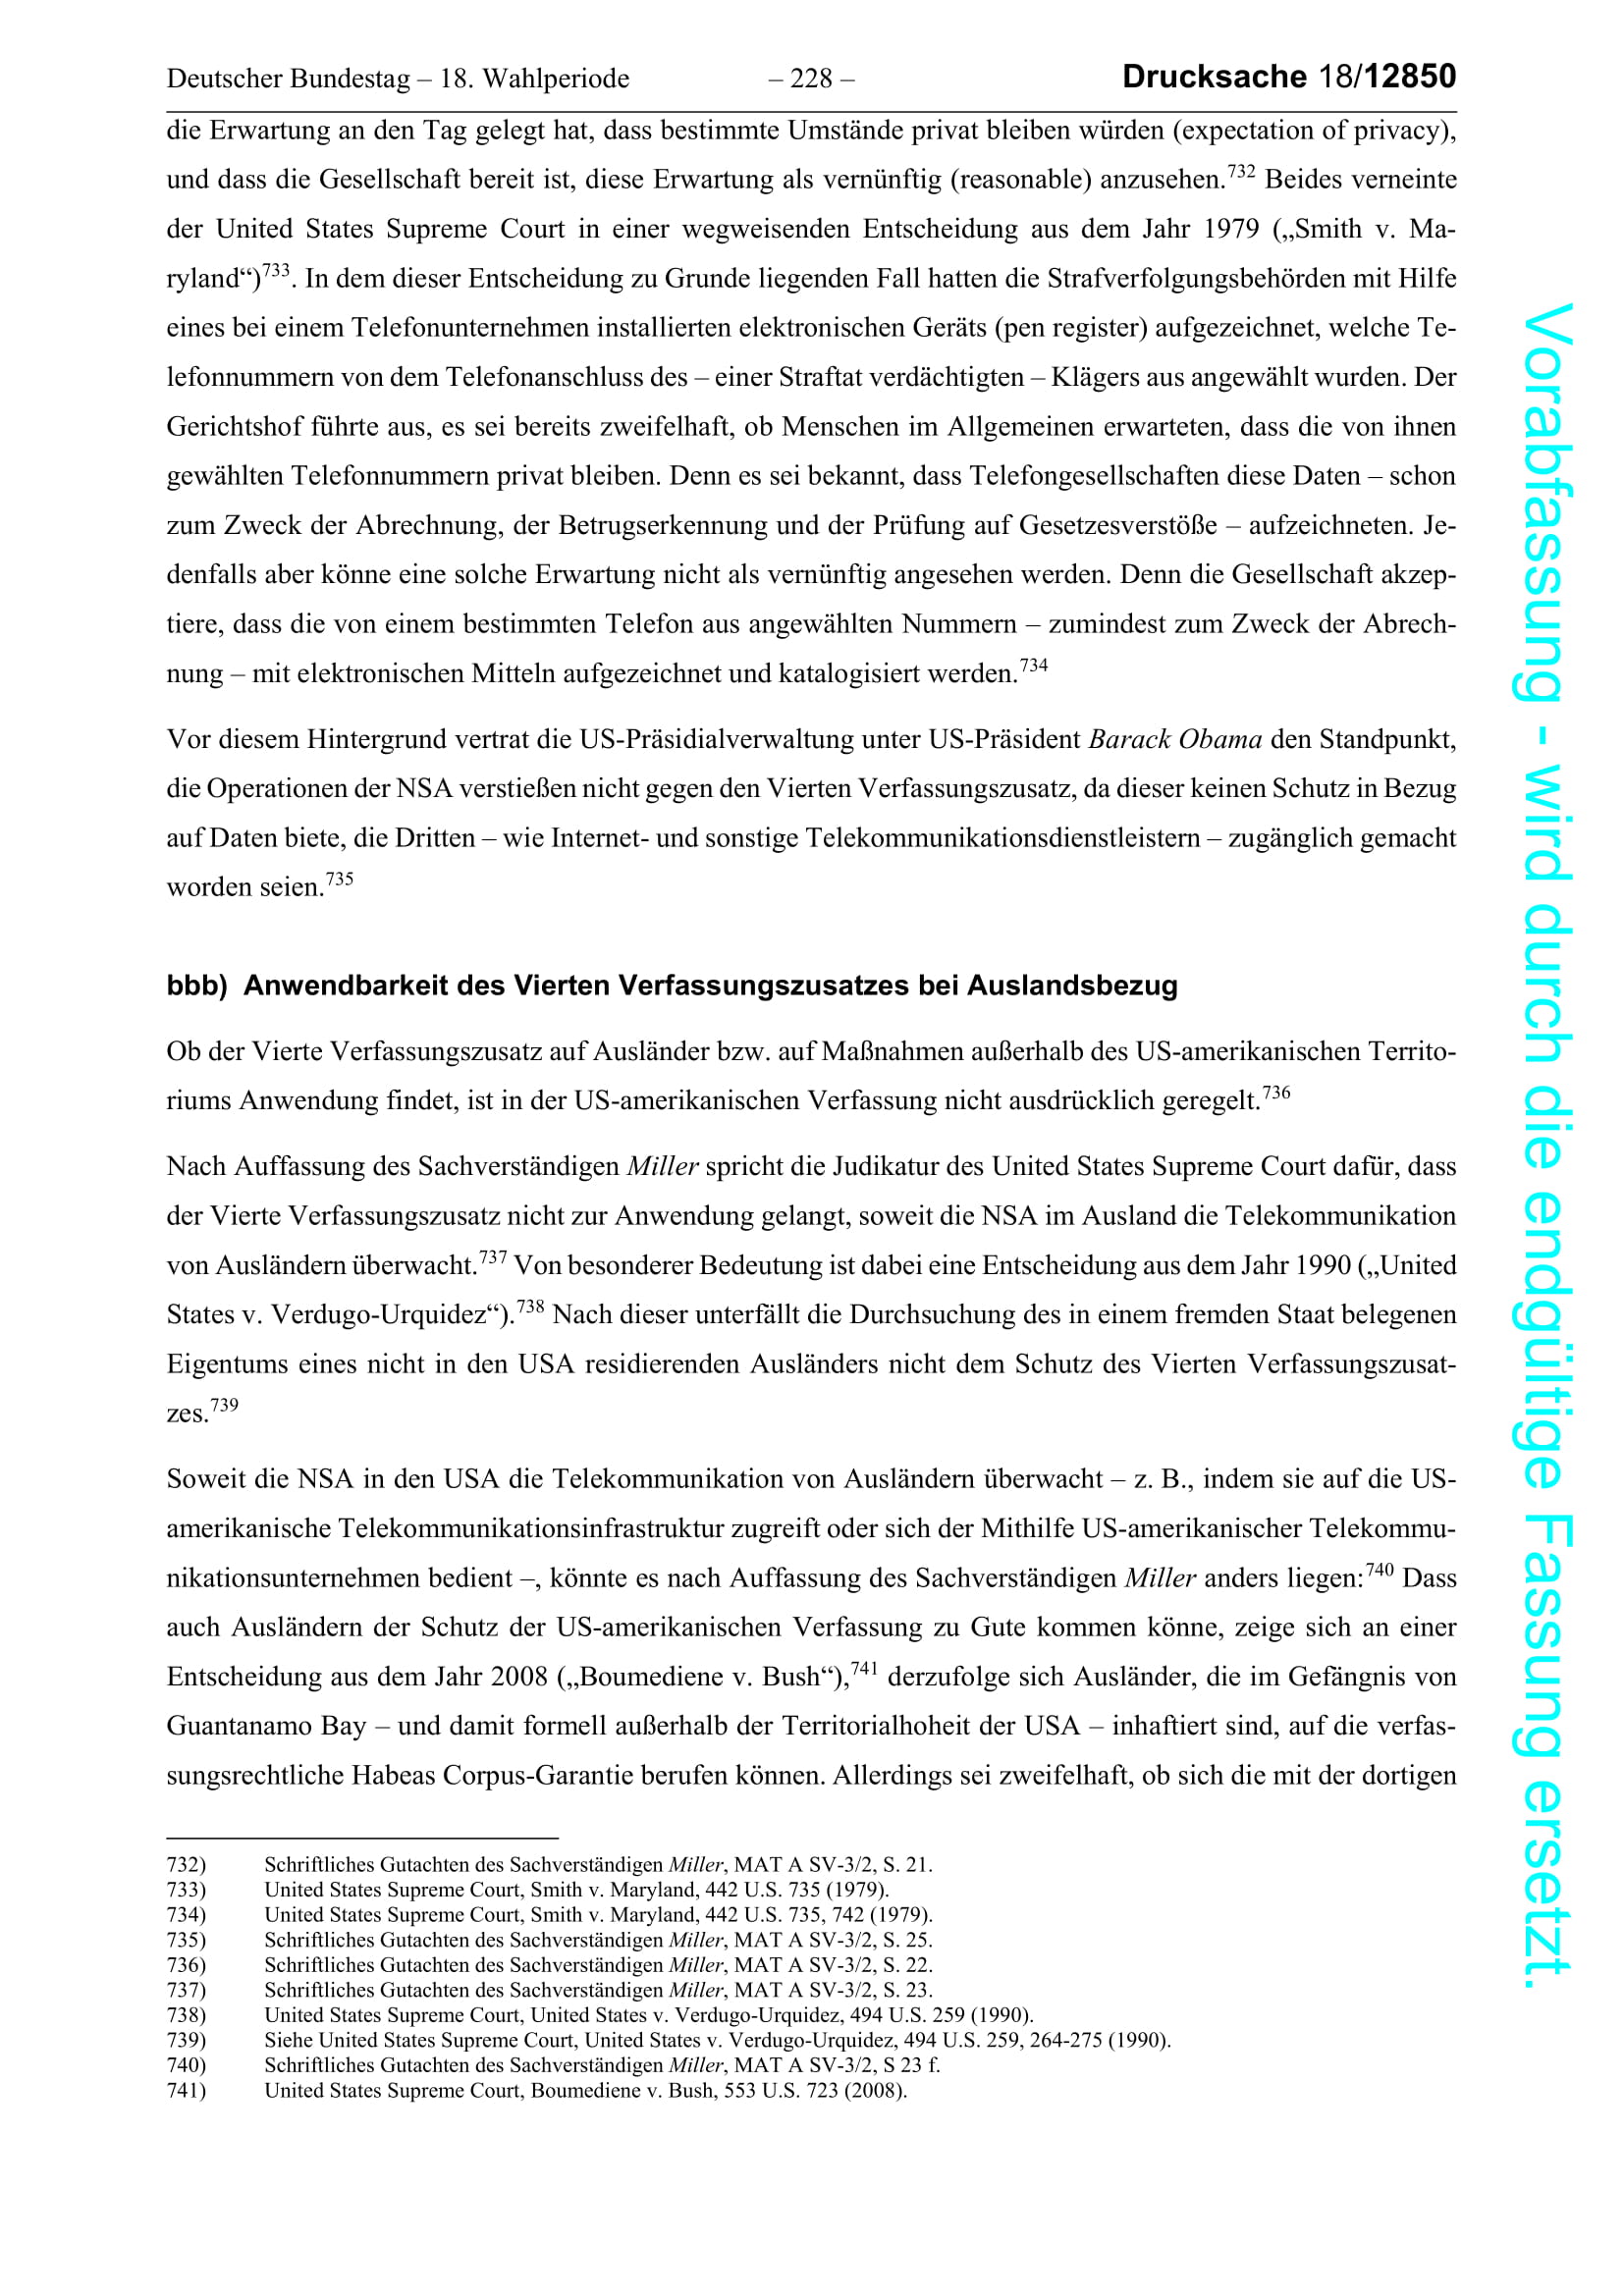 Deutscher Bundestag – 18. Wahlperiode – 228 – Drucksache 18/12850
die Erwartung an den Tag gelegt hat, dass bestimmte Umstände privat bleiben würden (expectation of privacy),
und dass die Gesellschaft bereit ist, diese Erwartung als vernünftig (reasonable) anzusehen.732 Beides verneinte
der United States Supreme Court in einer wegweisenden Entscheidung aus dem Jahr 1979 („Smith v. Ma-
ryland“)733. In dem dieser Entscheidung zu Grunde liegenden Fall hatten die Strafverfolgungsbehörden mit Hilfe
eines bei einem Telefonunternehmen installierten elektronischen Geräts (pen register) aufgezeichnet, welche Te-
lefonnummern von dem Telefonanschluss des – einer Straftat verdächtigten – Klägers aus angewählt wurden. Der
Gerichtshof führte aus, es sei bereits zweifelhaft, ob Menschen im Allgemeinen erwarteten, dass die von ihnen
gewählten Telefonnummern privat bleiben. Denn es sei bekannt, dass Telefongesellschaften diese Daten – schon
zum Zweck der Abrechnung, der Betrugserkennung und der Prüfung auf Gesetzesverstöße – aufzeichneten. Je-
denfalls aber könne eine solche Erwartung nicht als vernünftig angesehen werden. Denn die Gesellschaft akzep-
tiere, dass die von einem bestimmten Telefon aus angewählten Nummern – zumindest zum Zweck der Abrech-
nung – mit elektronischen Mitteln aufgezeichnet und katalogisiert werden.734
Vor diesem Hintergrund vertrat die US-Präsidialverwaltung unter US-Präsident Barack Obama den Standpunkt,
die Operationen der NSA verstießen nicht gegen den Vierten Verfassungszusatz, da dieser keinen Schutz in Bezug
auf Daten biete, die Dritten – wie Internet- und sonstige Telekommunikationsdienstleistern – zugänglich gemacht
worden seien.735
bbb) Anwendbarkeit des Vierten Verfassungszusatzes bei Auslandsbezug
Ob der Vierte Verfassungszusatz auf Ausländer bzw. auf Maßnahmen außerhalb des US-amerikanischen Territo-
riums Anwendung findet, ist in der US-amerikanischen Verfassung nicht ausdrücklich geregelt.736
Nach Auffassung des Sachverständigen Miller spricht die Judikatur des United States Supreme Court dafür, dass
der Vierte Verfassungszusatz nicht zur Anwendung gelangt, soweit die NSA im Ausland die Telekommunikation
von Ausländern überwacht.737 Von besonderer Bedeutung ist dabei eine Entscheidung aus dem Jahr 1990 („United
States v. Verdugo-Urquidez“).738 Nach dieser unterfällt die Durchsuchung des in einem fremden Staat belegenen
Eigentums eines nicht in den USA residierenden Ausländers nicht dem Schutz des Vierten Verfassungszusat-
zes.739
Soweit die NSA in den USA die Telekommunikation von Ausländern überwacht – z. B., indem sie auf die US-
amerikanische Telekommunikationsinfrastruktur zugreift oder sich der Mithilfe US-amerikanischer Telekommu-
nikationsunternehmen bedient –, könnte es nach Auffassung des Sachverständigen Miller anders liegen:740 Dass
auch Ausländern der Schutz der US-amerikanischen Verfassung zu Gute kommen könne, zeige sich an einer
Entscheidung aus dem Jahr 2008 („Boumediene v. Bush“),741 derzufolge sich Ausländer, die im Gefängnis von
Guantanamo Bay – und damit formell außerhalb der Territorialhoheit der USA – inhaftiert sind, auf die verfas-
sungsrechtliche Habeas Corpus-Garantie berufen können. Allerdings sei zweifelhaft, ob sich die mit der dortigen
732) Schriftliches Gutachten des Sachverständigen Miller, MAT A SV-3/2, S. 21.
733) United States Supreme Court, Smith v. Maryland, 442 U.S. 735 (1979).
734) United States Supreme Court, Smith v. Maryland, 442 U.S. 735, 742 (1979).
735) Schriftliches Gutachten des Sachverständigen Miller, MAT A SV-3/2, S. 25.
736) Schriftliches Gutachten des Sachverständigen Miller, MAT A SV-3/2, S. 22.
737) Schriftliches Gutachten des Sachverständigen Miller, MAT A SV-3/2, S. 23.
738) United States Supreme Court, United States v. Verdugo-Urquidez, 494 U.S. 259 (1990).
739) Siehe United States Supreme Court, United States v. Verdugo-Urquidez, 494 U.S. 259, 264-275 (1990).
740) Schriftliches Gutachten des Sachverständigen Miller, MAT A SV-3/2, S 23 f.
741) United States Supreme Court, Boumediene v. Bush, 553 U.S. 723 (2008).
Vorabfassung - wird durch die endgültige Fassung ersetzt.